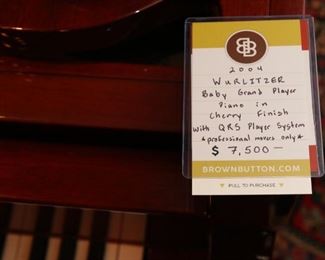 BB
2004
WURLITZER
Baby Grand Player
Piano in
Cherry Finish
with QRS Player System
*professional movers only*
$ 7,500 —
BROWNBUTTON.COM
▼ PULL TO PURCHASE ▼